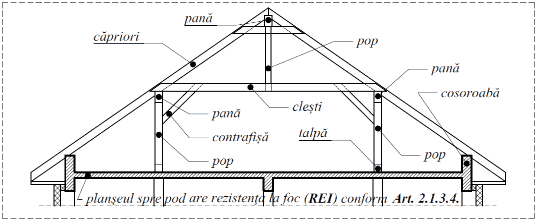 pană
căpriori
pop
pană
cosoroabă
clești
pană
contrafișă
talpă
pop
pop
planșeul spre pod are rezistența la foc (REI) conform Art. 2.1.3.4.